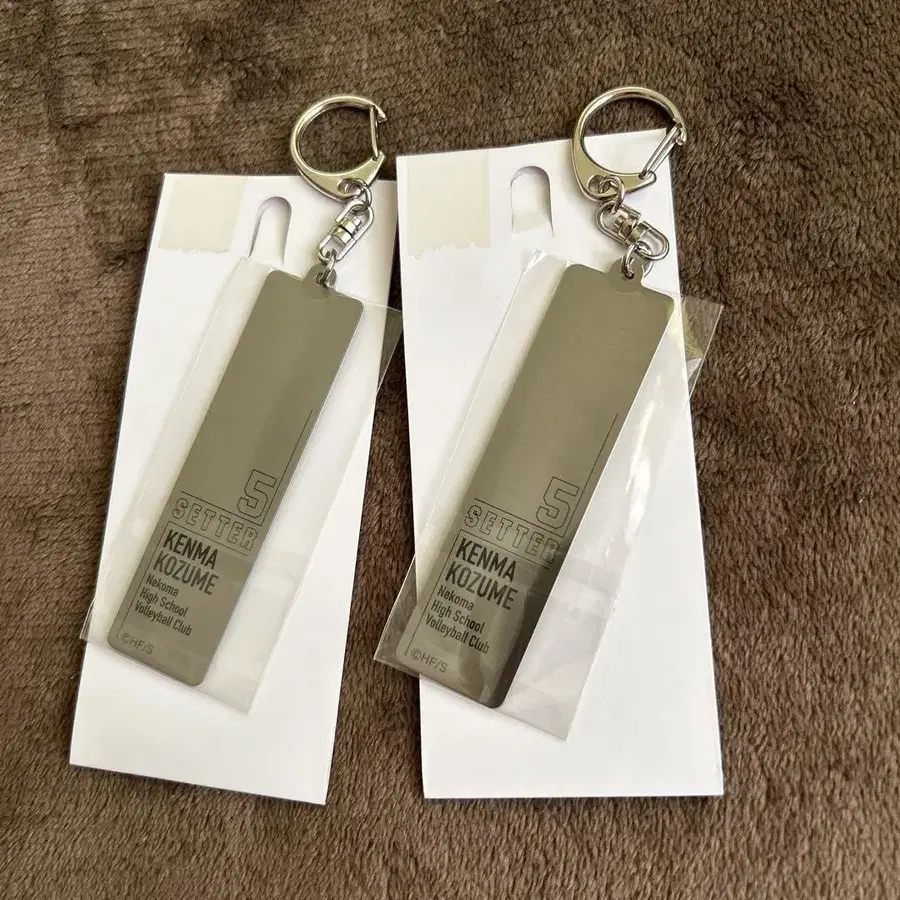 5
SETTER
KENMA
KOZUME
Nekoma
High School
Volleyball Club
©HF/S
5
SETTER
KENMA
KOZUME
Nekoma
High School
Volleyball Club
©HF/S